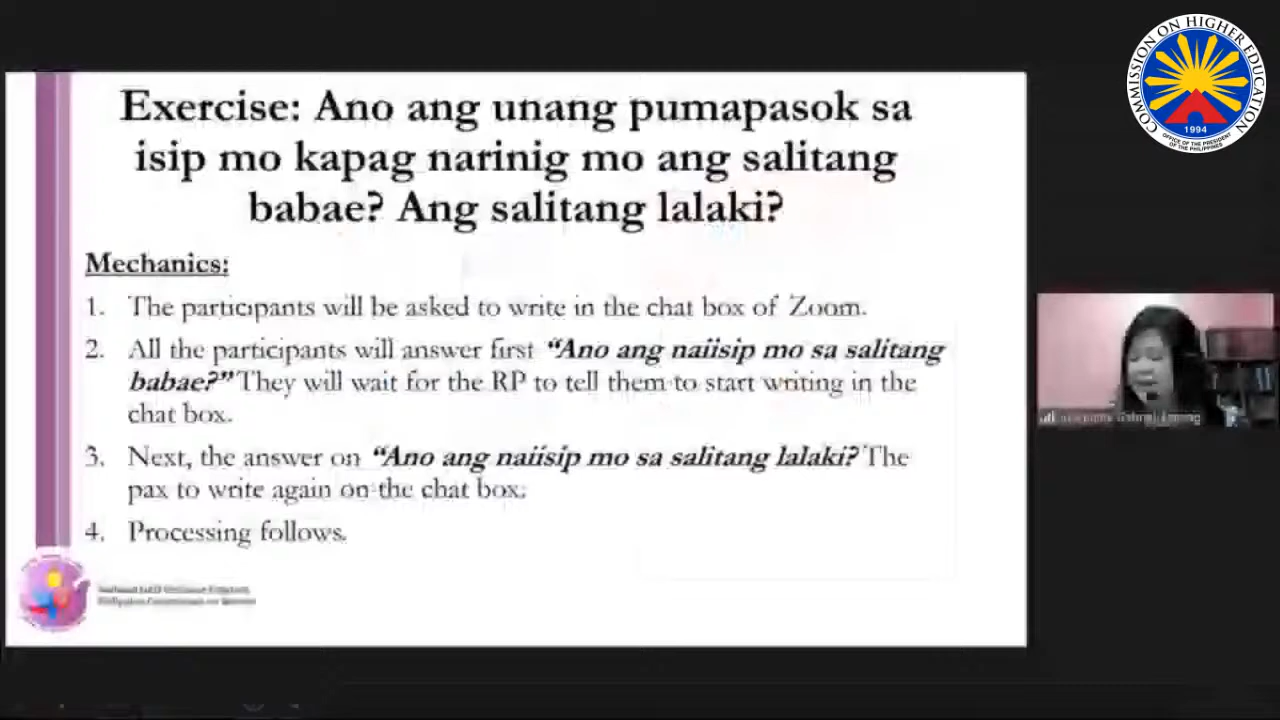 Exercise: Ano ang unang pumapasok sa
isip mo kapag narinig mo ang salitang
babae? Ang salitang lalaki?
Mechanics:
1. The participants will be asked to write in the chat box of Zoom.
2. All the participants will answer first “Ano ang naiisip mo sa salitang
babae?” They will wait for the RP to tell them to start writing in the
chat box.
3. Next, the answer on “Ano ang naiisip mo sa salitang lalaki? The
pax to write again on the chat box.
4. Processing follows.
COMMISSION ON HIGHER EDUCATION
1994
OFFICE OF THE PRESIDENT
OF THE PHILIPPINES